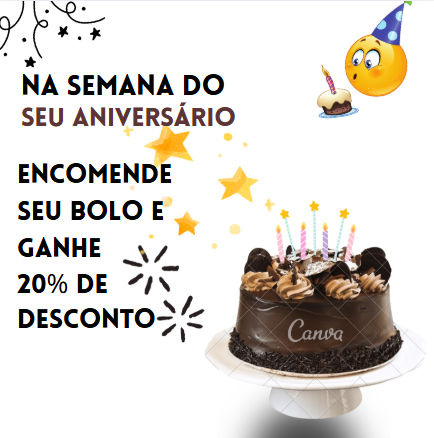 NA SEMANA DO
SEU ANIVERSÁRIO
ENCOMENDE
SEU BOLO E
GANHE
20% DE
DESCONTO
Canva